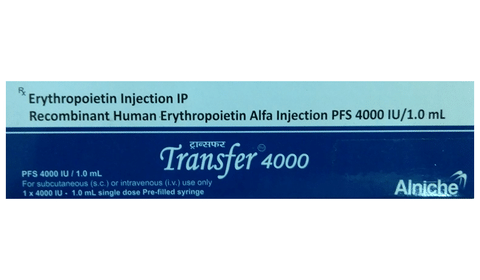 Rx Erythropoietin Injection IP
Recombinant Human Erythropoietin Alfa Injection PFS 4000 IU/1.0 mL
ट्रान्सफर
Transfer 4000
PFS 4000 IU / 1.0 mL
For subcutaneous (s.c.) or intravenous (i.v.) use only
1 x 4000 IU - 1.0 mL single dose Pre-filled syringe
Alniche